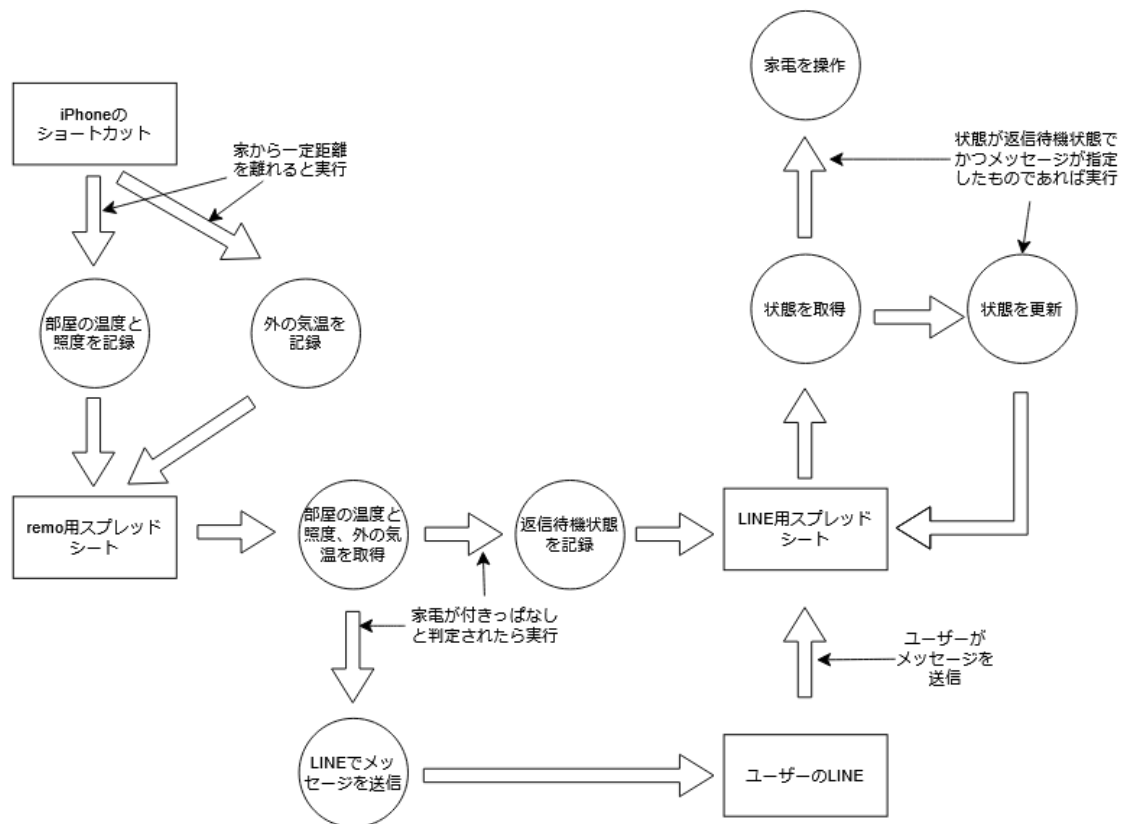 家電を操作
iPhoneの
ショートカット
家から一定距離
を離れると実行
状態が返信待機状態で
かつメッセージが指定
したものであれば実行
部屋の温度と
照度を記録
外の気温を
記録
状態を取得
状態を更新
remo用スプレッド
シート
部屋の温度と
照度、外の気
温を取得
返信待機状態
を記録
LINE用スプレッド
シート
家電が付きっぱなし
と判定されたら実行
ユーザーが
メッセージを
送信
LINEでメッ
セージを送信
ユーザーのLINE